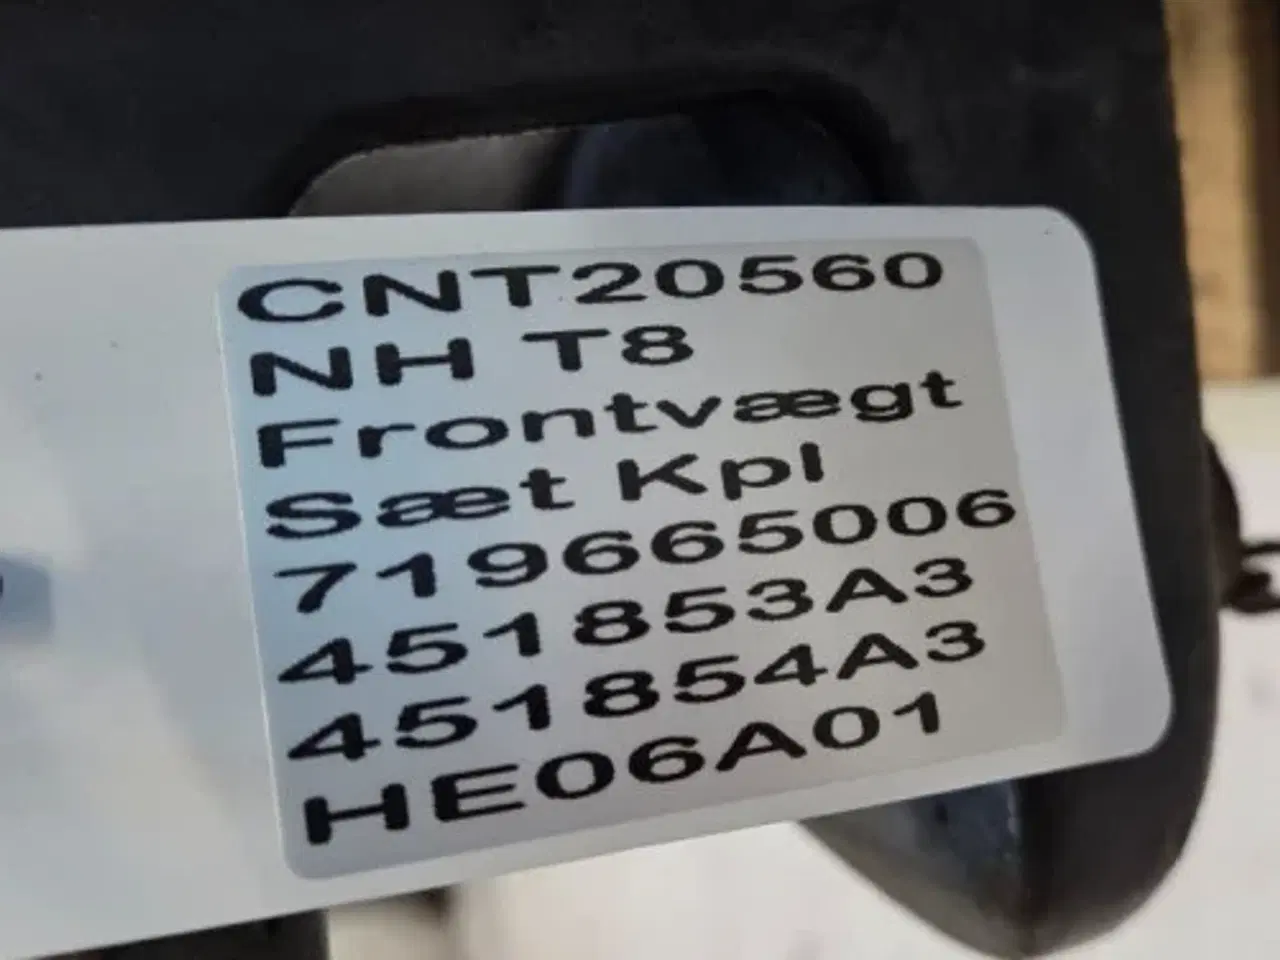 CNT20560
NH T8
Frontvægt
Sæt Kpl
719665006
451853A3
451854A3
HE06A01